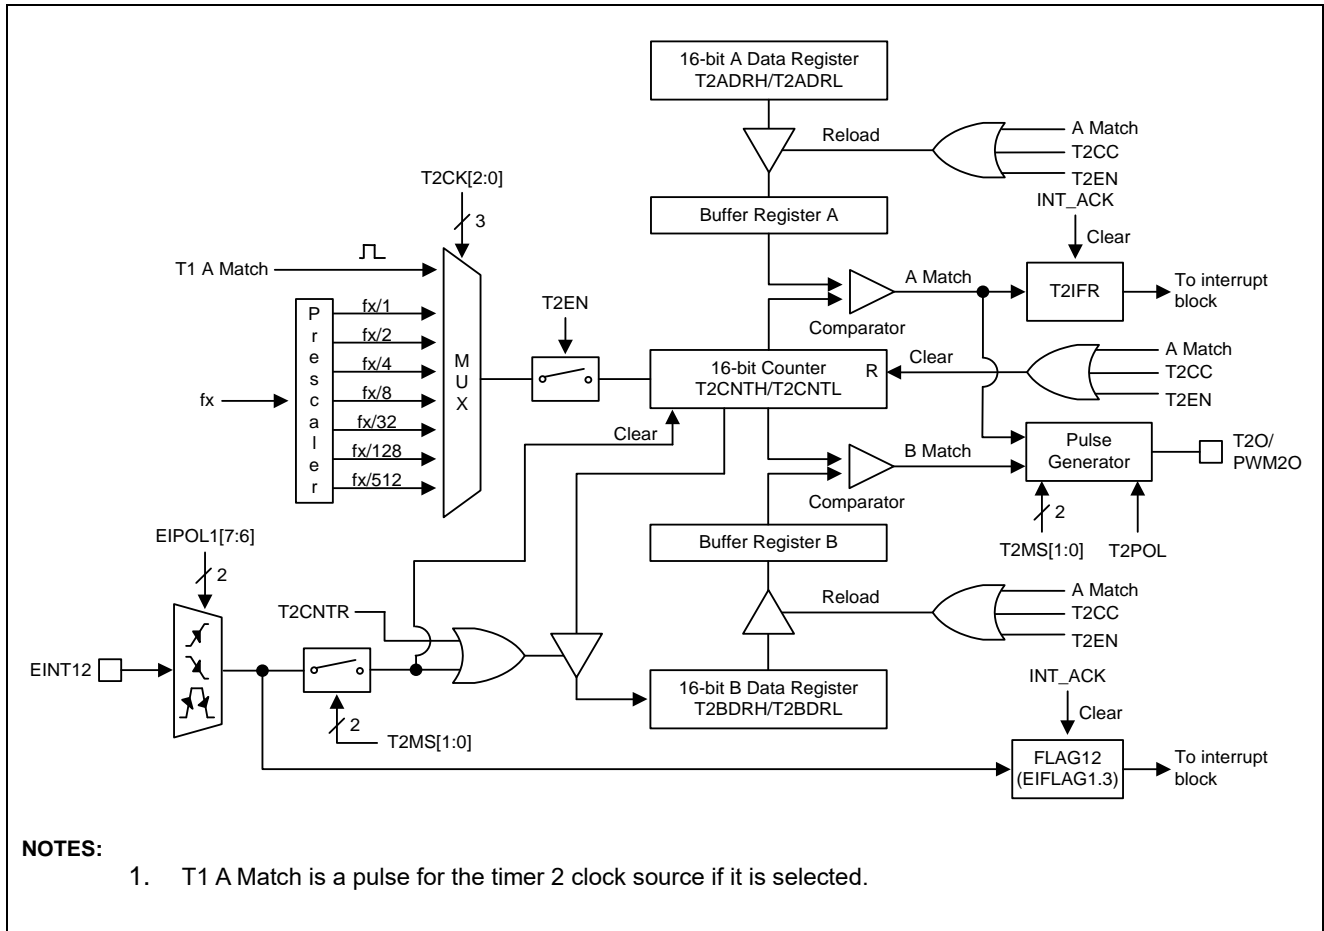 16-bit A Data Register
T2ADRH/T2ADRL
Reload
A Match
T2CC
T2EN
T2CK[2:0]
3
Buffer Register A
INT_ACK
Clear
T1 A Match
A Match
T2IFR
To interrupt
block
Comparator
Prescaler
fx/1
fx/2
fx/4
fx/8
fx/32
fx/128
fx/512
fx
MUX
T2EN
16-bit Counter
T2CNTH/T2CNTL
R
Clear
A Match
T2CC
T2EN
Clear
B Match
Comparator
Pulse
Generator
T2O/
PWM2O
2
T2MS[1:0]
T2POL
Buffer Register B
EIPOL1[7:6]
2
T2CNTR
Reload
A Match
T2CC
T2EN
EINT12
2
T2MS[1:0]
16-bit B Data Register
T2BDRH/T2BDRL
INT_ACK
Clear
FLAG12
(EIFLAG1.3)
To interrupt
block
NOTES:
1. T1 A Match is a pulse for the timer 2 clock source if it is selected.